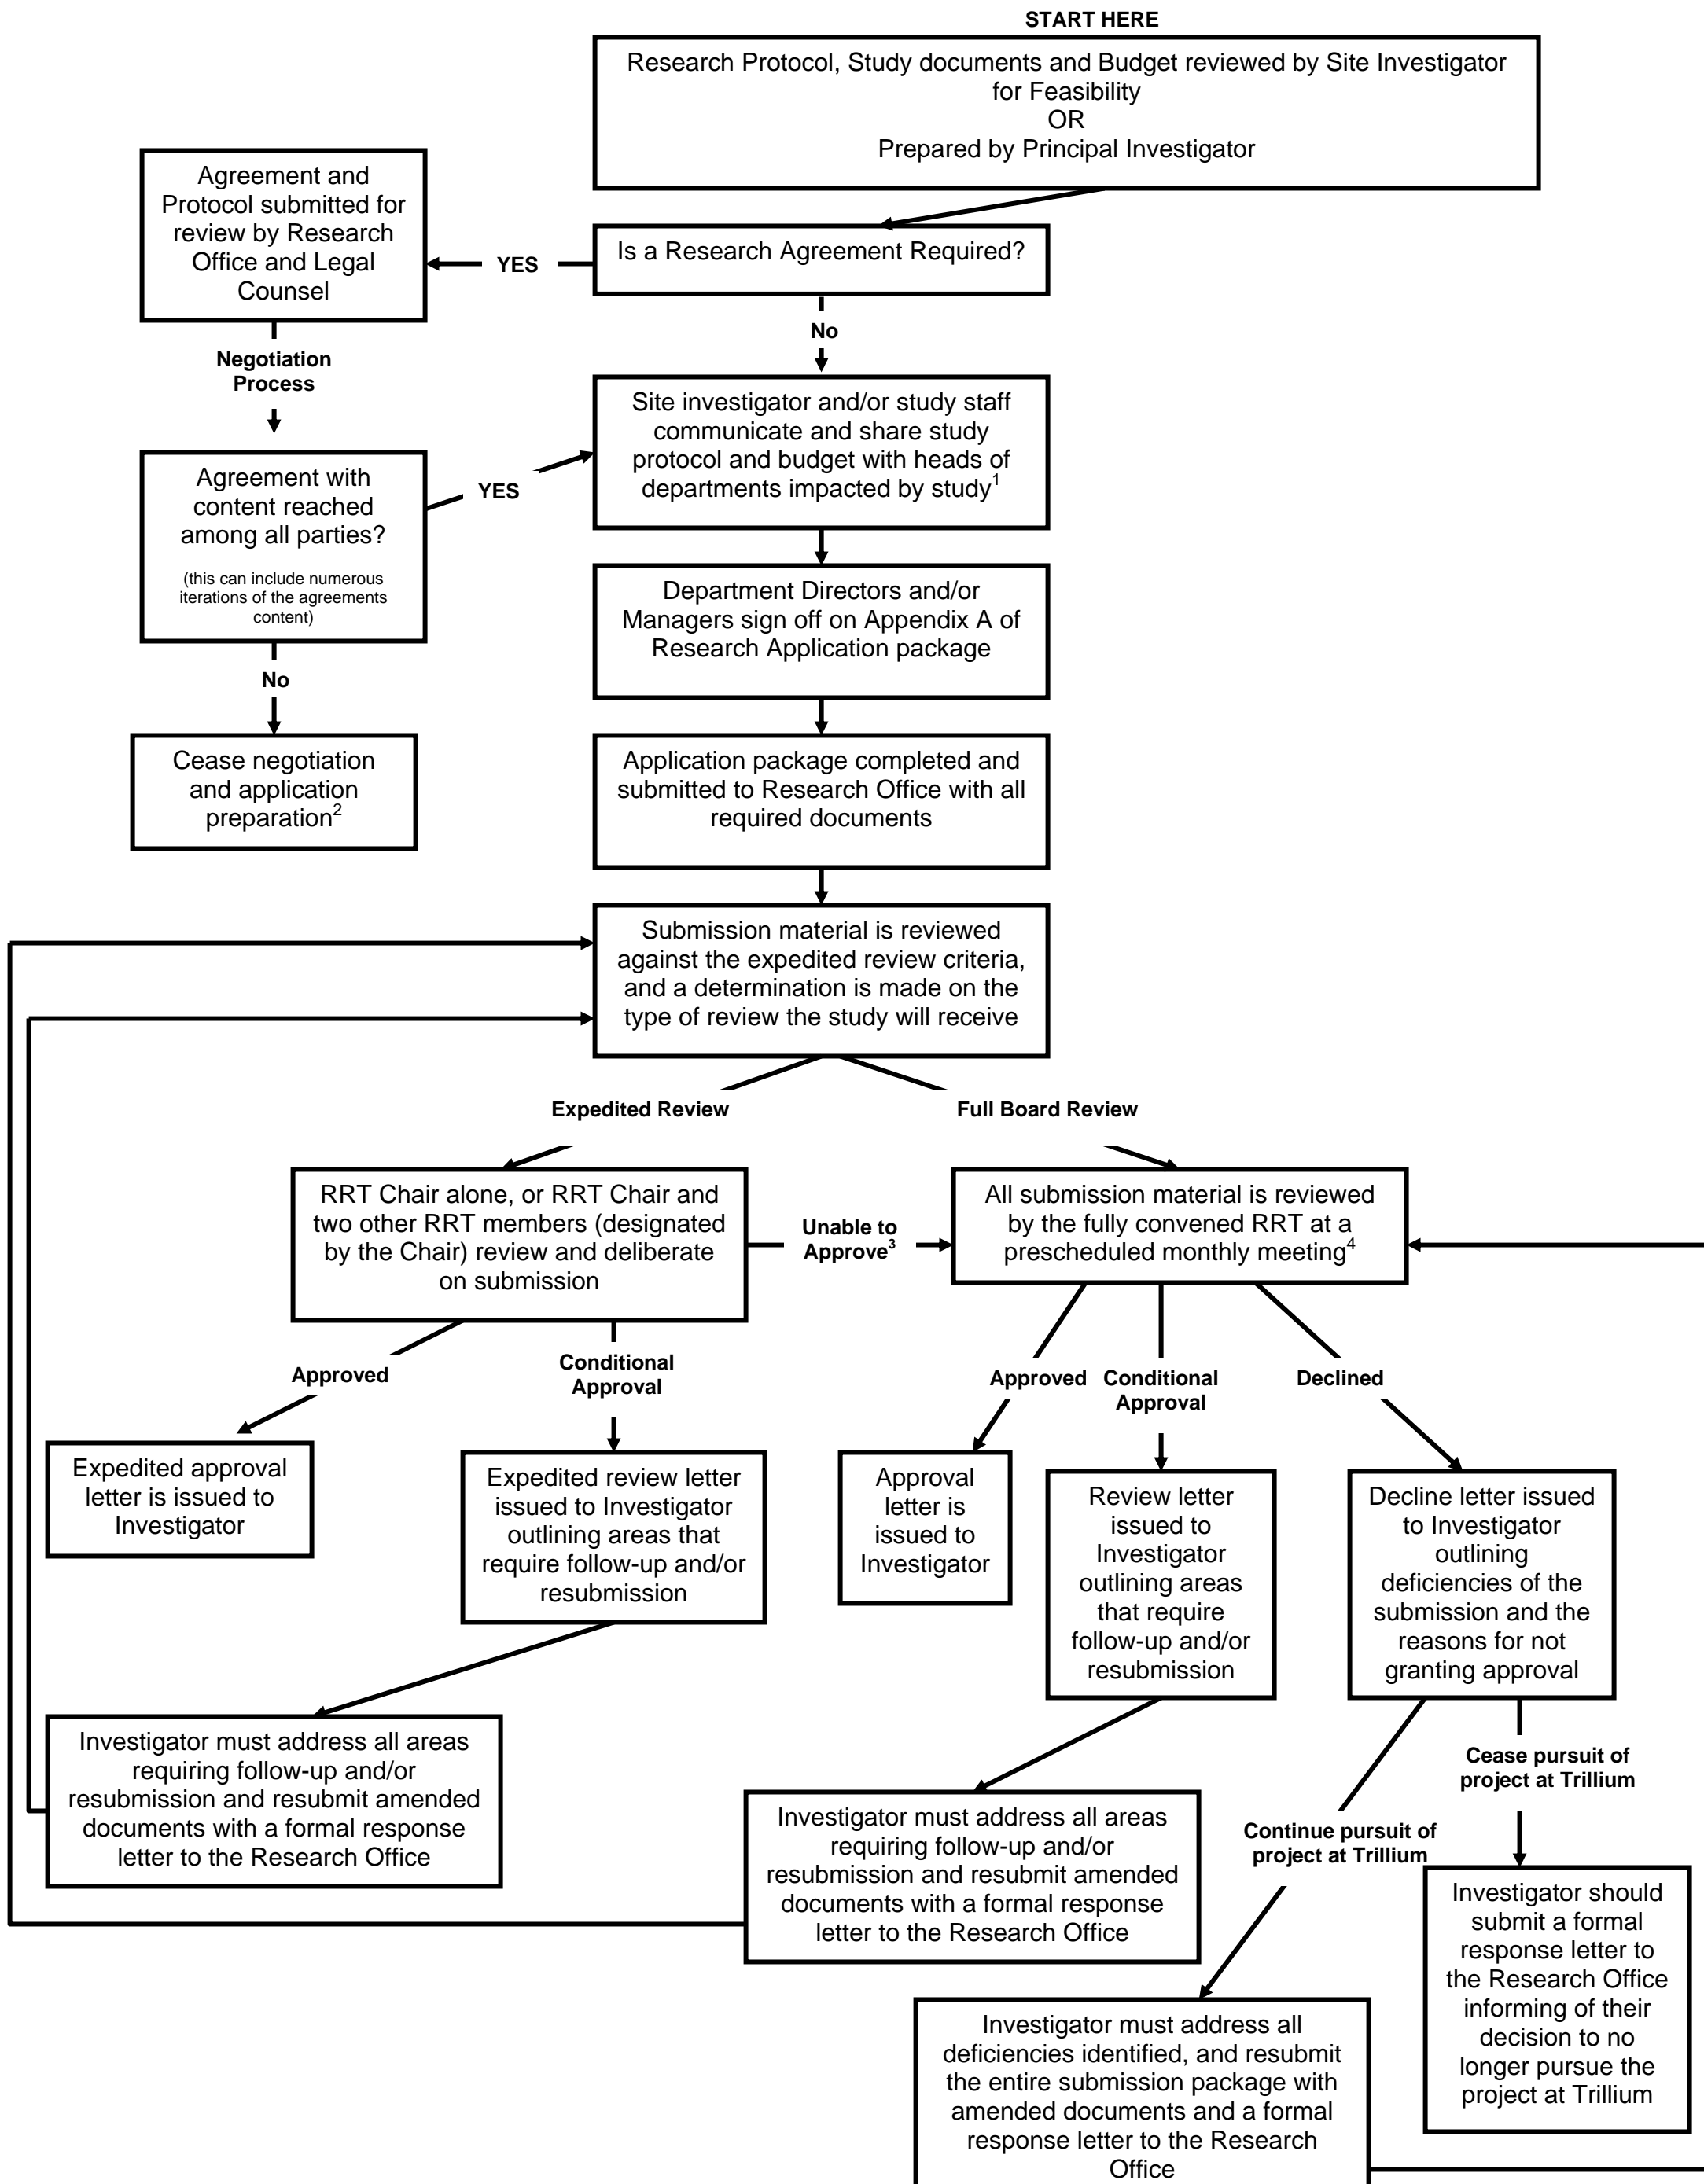 START HERE
Research Protocol, Study documents and Budget reviewed by Site Investigator
for Feasibility
OR
Prepared by Principal Investigator
Agreement and
Protocol submitted for
review by Research
Office and Legal
Counsel
YES
Is a Research Agreement Required?
No
Negotiation
Process
Site investigator and/or study staff
communicate and share study
protocol and budget with heads of
departments impacted by study1
Agreement with
content reached
among all parties?
(this can include numerous
iterations of the agreements
content)
YES
Department Directors and/or
Managers sign off on Appendix A of
Research Application package
No
Cease negotiation
and application
preparation2
Application package completed and
submitted to Research Office with all
required documents
Submission material is reviewed
against the expedited review criteria,
and a determination is made on the
type of review the study will receive
Expedited Review
Full Board Review
RRT Chair alone, or RRT Chair and
two other RRT members (designated
by the Chair) review and deliberate
on submission
Unable to
Approve3
All submission material is reviewed
by the fully convened RRT at a
prescheduled monthly meeting4
Approved
Conditional
Approval
Approved
Conditional
Approval
Declined
Expedited approval
letter is issued to
Investigator
Expedited review letter
issued to Investigator
outlining areas that
require follow-up and/or
resubmission
Approval
letter is
issued to
Investigator
Review letter
issued to
Investigator
outlining areas
that require
follow-up and/or
resubmission
Decline letter issued
to Investigator
outlining
deficiencies of the
submission and the
reasons for not
granting approval
Investigator must address all areas
requiring follow-up and/or
resubmission and resubmit amended
documents with a formal response
letter to the Research Office
Investigator must address all areas
requiring follow-up and/or
resubmission and resubmit amended
documents with a formal response
letter to the Research Office
Continue pursuit of
project at Trillium
Cease pursuit of
project at Trillium
Investigator should
submit a formal
response letter to
the Research Office
informing of their
decision to no
longer pursue the
project at Trillium
Investigator must address all
deficiencies identified, and resubmit
the entire submission package with
amended documents and a formal
response letter to the Research
Office